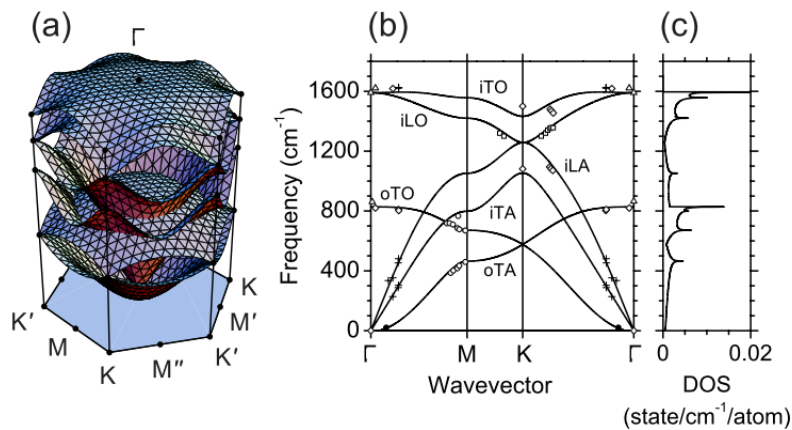 (a)
Γ
K
M′
K′
M″
K
M
K′
(b)
Frequency (cm⁻¹)
1600
1200
800
400
0
iTO
iLO
iLA
oTO
iTA
oTA
Γ
M
K
Γ
Wavevector
(c)
0
0.02
DOS
(state/cm⁻¹/atom)